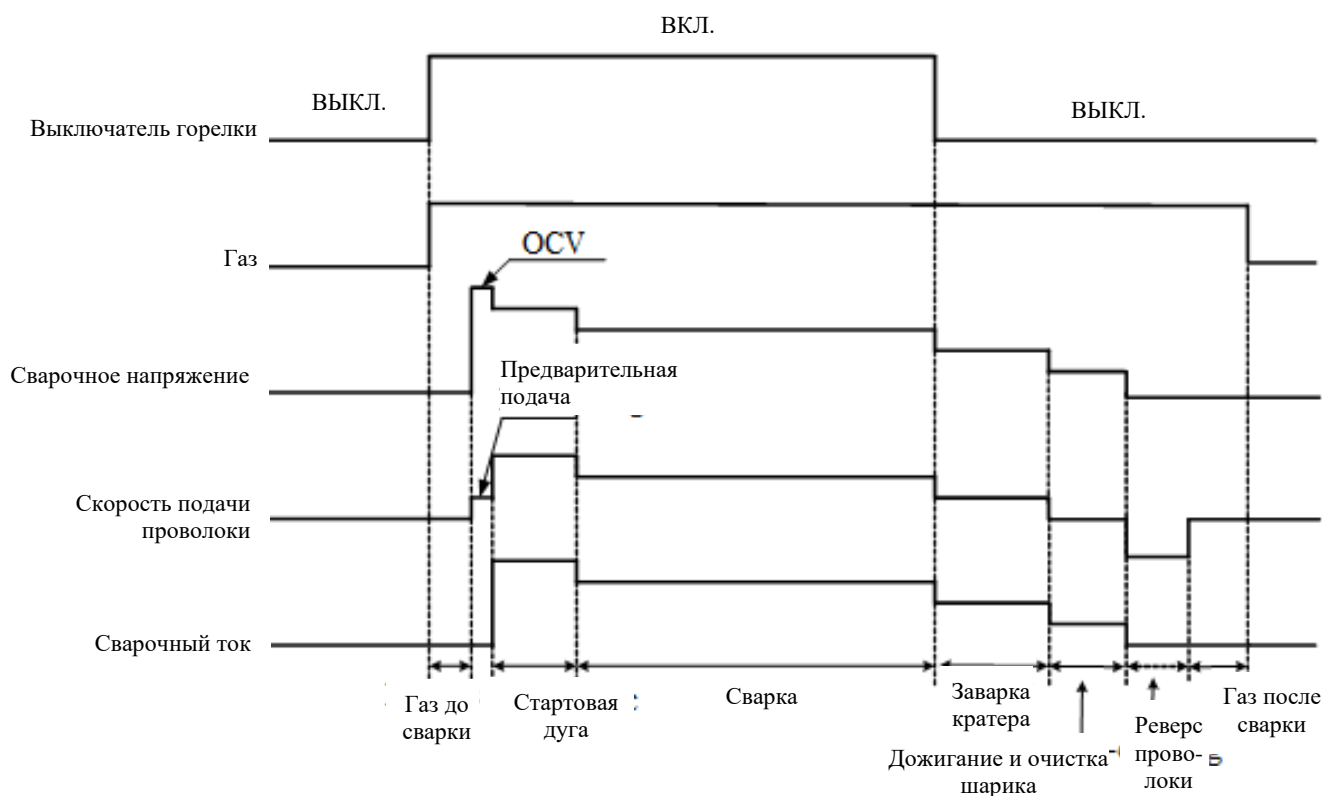 ВКЛ.
ВЫКЛ.
ВЫКЛ.
Выключатель горелки
Газ
OCV
Сварочное напряжение
Предварительная
подача
Скорость подачи
проволоки
Сварочный ток
Газ до
сварки
Стартовая
дуга
Сварка
Заварка
кратера
Дожигание и очистка
шарика
Реверс
прово-
локи
Газ после
сварки